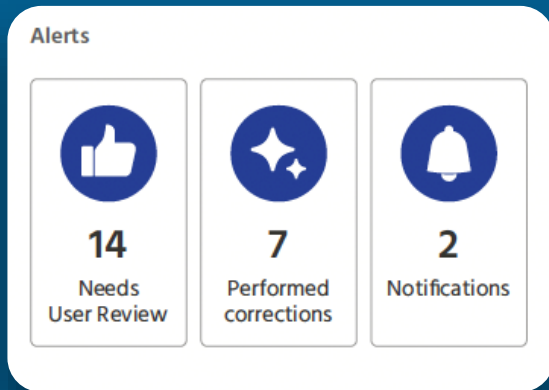 Alerts
14
Needs
User Review
7
Performed
corrections
2
Notifications